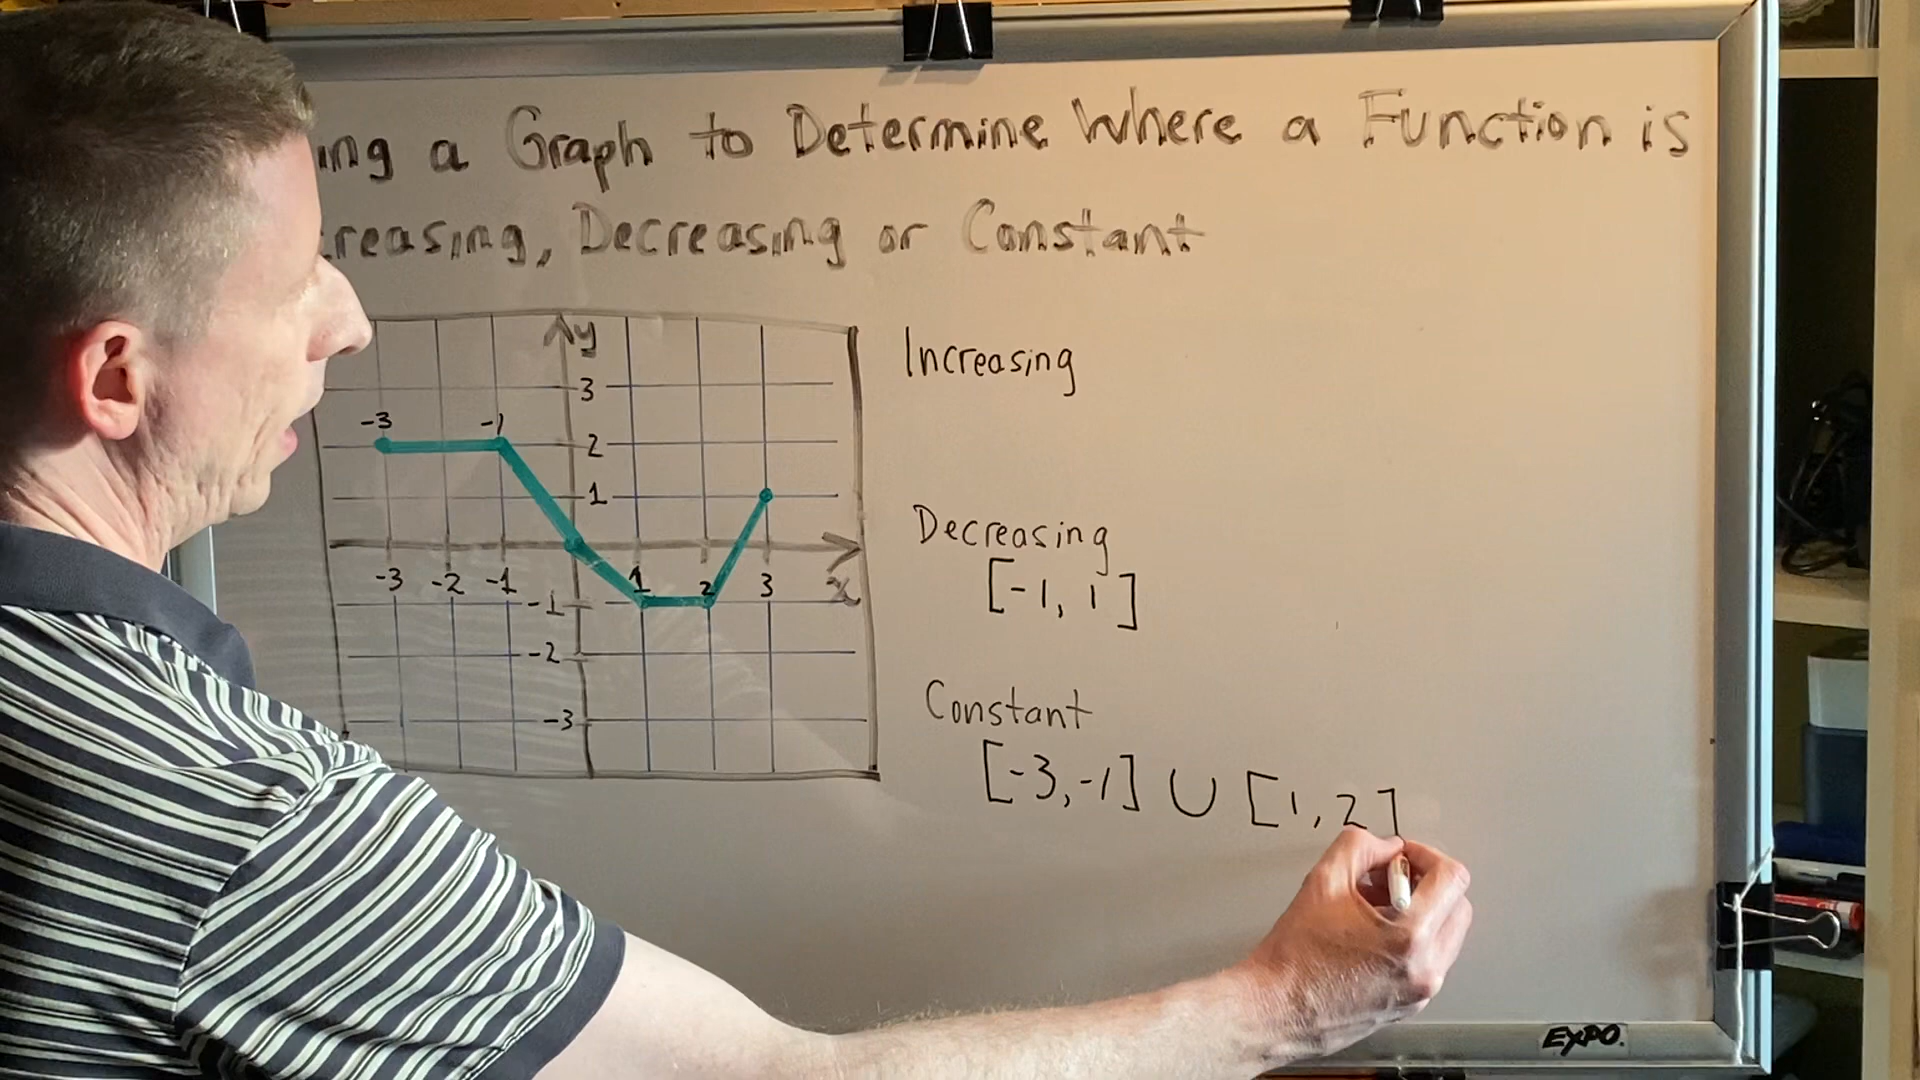 ing a Graph to Determine Where a Function is
creasing, Decreasing or Constant
y
3
-3 -1
2
1
-3 -2 -1 1 2 3 x
-1
-2
-3
Increasing
Decreasing
[-1, 1]
Constant
[-3,-1] ∪ [1,2]
EXPO.